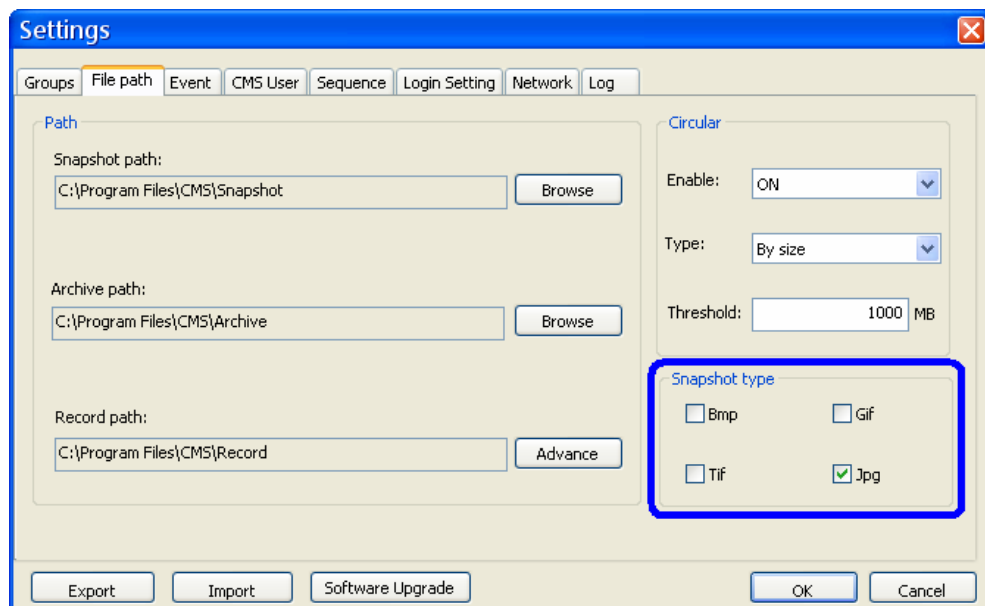 Settings
Groups File path Event CMS User Sequence Login Setting Network Log
Path
Snapshot path:
C:\Program Files\CMS\Snapshot Browse
Archive path:
C:\Program Files\CMS\Archive Browse
Record path:
C:\Program Files\CMS\Record Advance
Circular
Enable: ON
Type: By size
Threshold: 1000 MB
Snapshot type
Bmp Gif
Tif Jpg
Export Import Software Upgrade OK Cancel